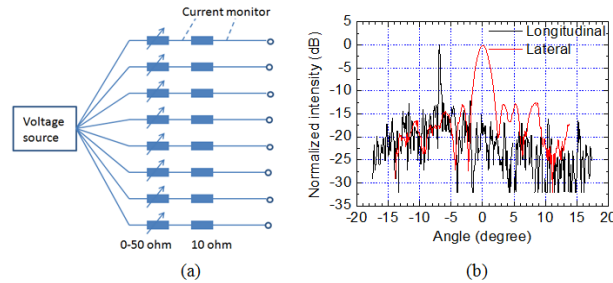 Current monitor
Voltage
source
0-50 ohm
10 ohm
(a)
Normalized intensity (dB)
5
0
-5
-10
-15
-20
-25
-30
-35
Longitudinal
Lateral
-20
-15
-10
-5
0
5
10
15
20
Angle (degree)
(b)